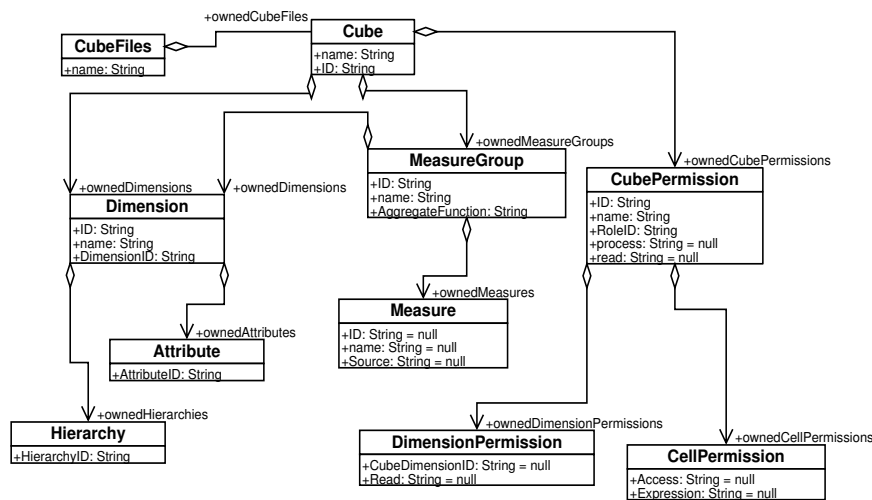 +ownedCubeFiles
CubeFiles
+name: String
Cube
+name: String
+ID: String
+ownedMeasureGroups
MeasureGroup
+ID: String
+name: String
+AggregateFunction: String
+ownedCubePermissions
CubePermission
+ID: String
+name: String
+RoleID: String
+process: String = null
+read: String = null
+ownedDimensions
+ownedDimensions
Dimension
+ID: String
+name: String
+DimensionID: String
+ownedMeasures
Measure
+ID: String = null
+name: String = null
+Source: String = null
+ownedAttributes
Attribute
+AttributeID: String
+ownedHierarchies
Hierarchy
+HierarchyID: String
+ownedDimensionPermissions
DimensionPermission
+CubeDimensionID: String = null
+Read: String = null
+ownedCellPermissions
CellPermission
+Access: String = null
+Expression: String = null